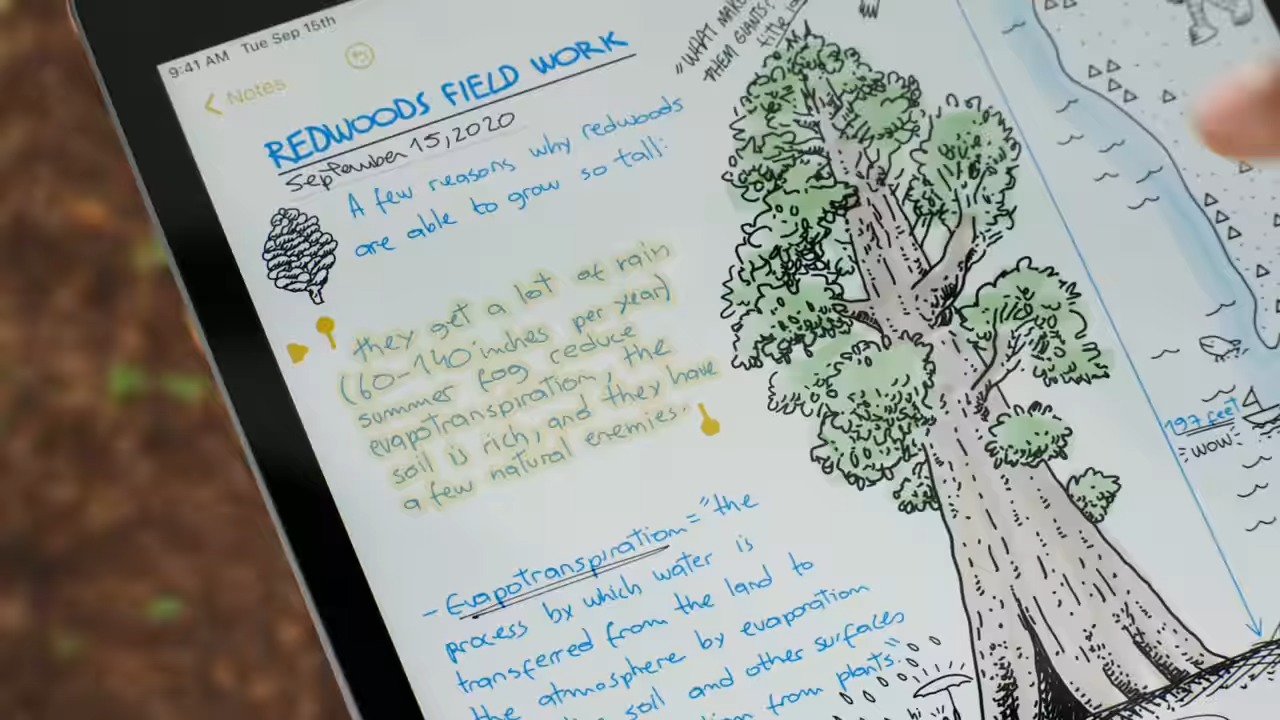 9:41 AM Tue Sep 15th
Notes
REDWOODS FIELD WORK
September 15, 2020
A few reasons why redwoods
are able to grow so tall:
they get a lot of rain
(60-140 inches per year)
summer fog reduce
evapotranspiration, the
soil is rich, and they have
a few natural enemies.
- Evapotranspiration = "the
process by which water is
transferred from the land to
the atmosphere by evaporation
soil and other surfaces
from plants."
"WHAT
THEM GIANTS?
title
197 feet
WOW
hi